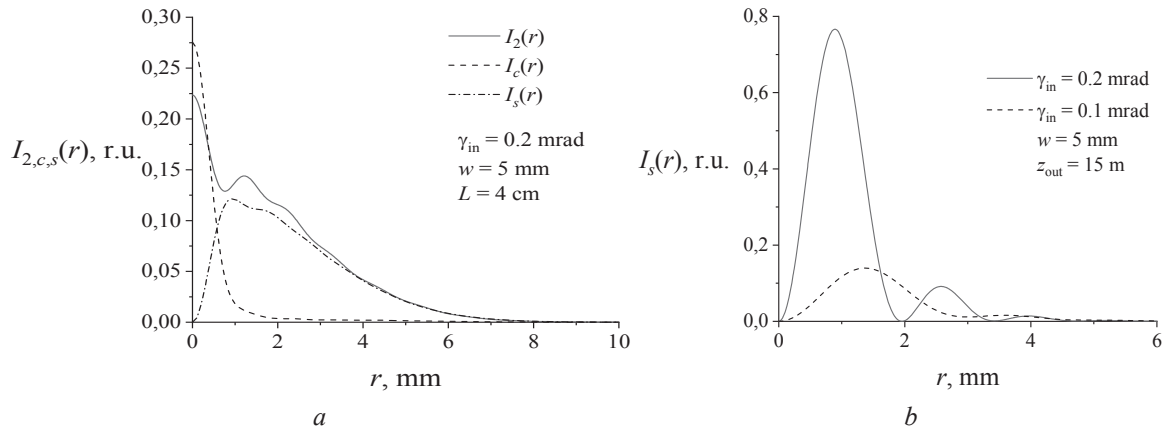 0,30
0,25
0,20
0,15
0,10
0,05
0,00
I2,c,s(r), r.u.
I2(r)
Ic(r)
Is(r)
γin = 0.2 mrad
w = 5 mm
L = 4 cm
0 2 4 6 8 10
r, mm
a
0,8
0,6
0,4
0,2
0,0
Is(r), r.u.
γin = 0.2 mrad
γin = 0.1 mrad
w = 5 mm
zout = 15 m
0 2 4 6
r, mm
b